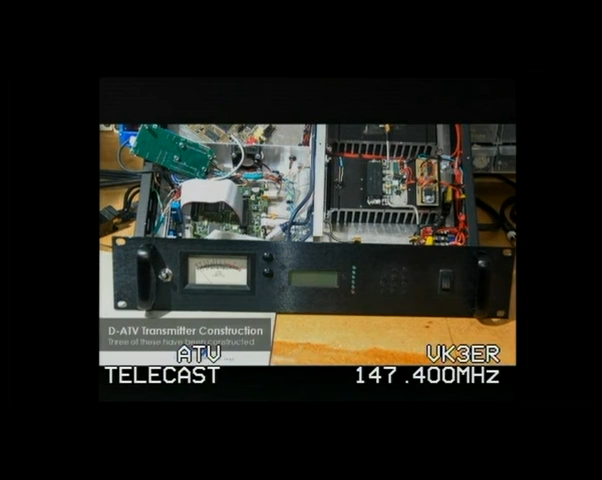 D-ATV Transmitter Construction
Three of these have been constructed
ATV VK3ER
TELECAST 147.400MHz